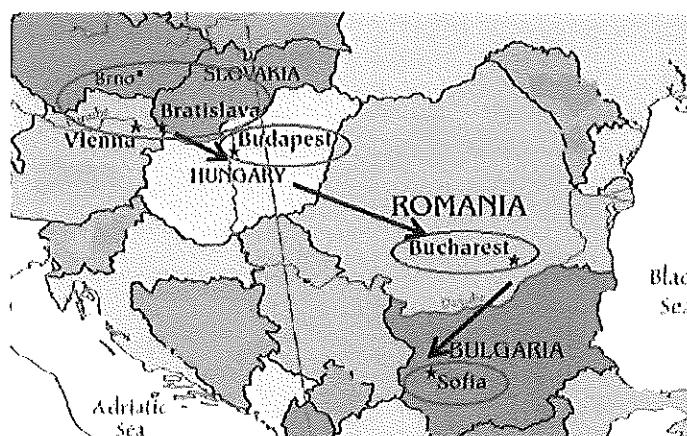 Brno
SLOVAKIA
Bratislava
Vienna
Budapest
HUNGARY
ROMANIA
Bucharest
Black
Sea
BULGARIA
Sofia
Adriatic
Sea